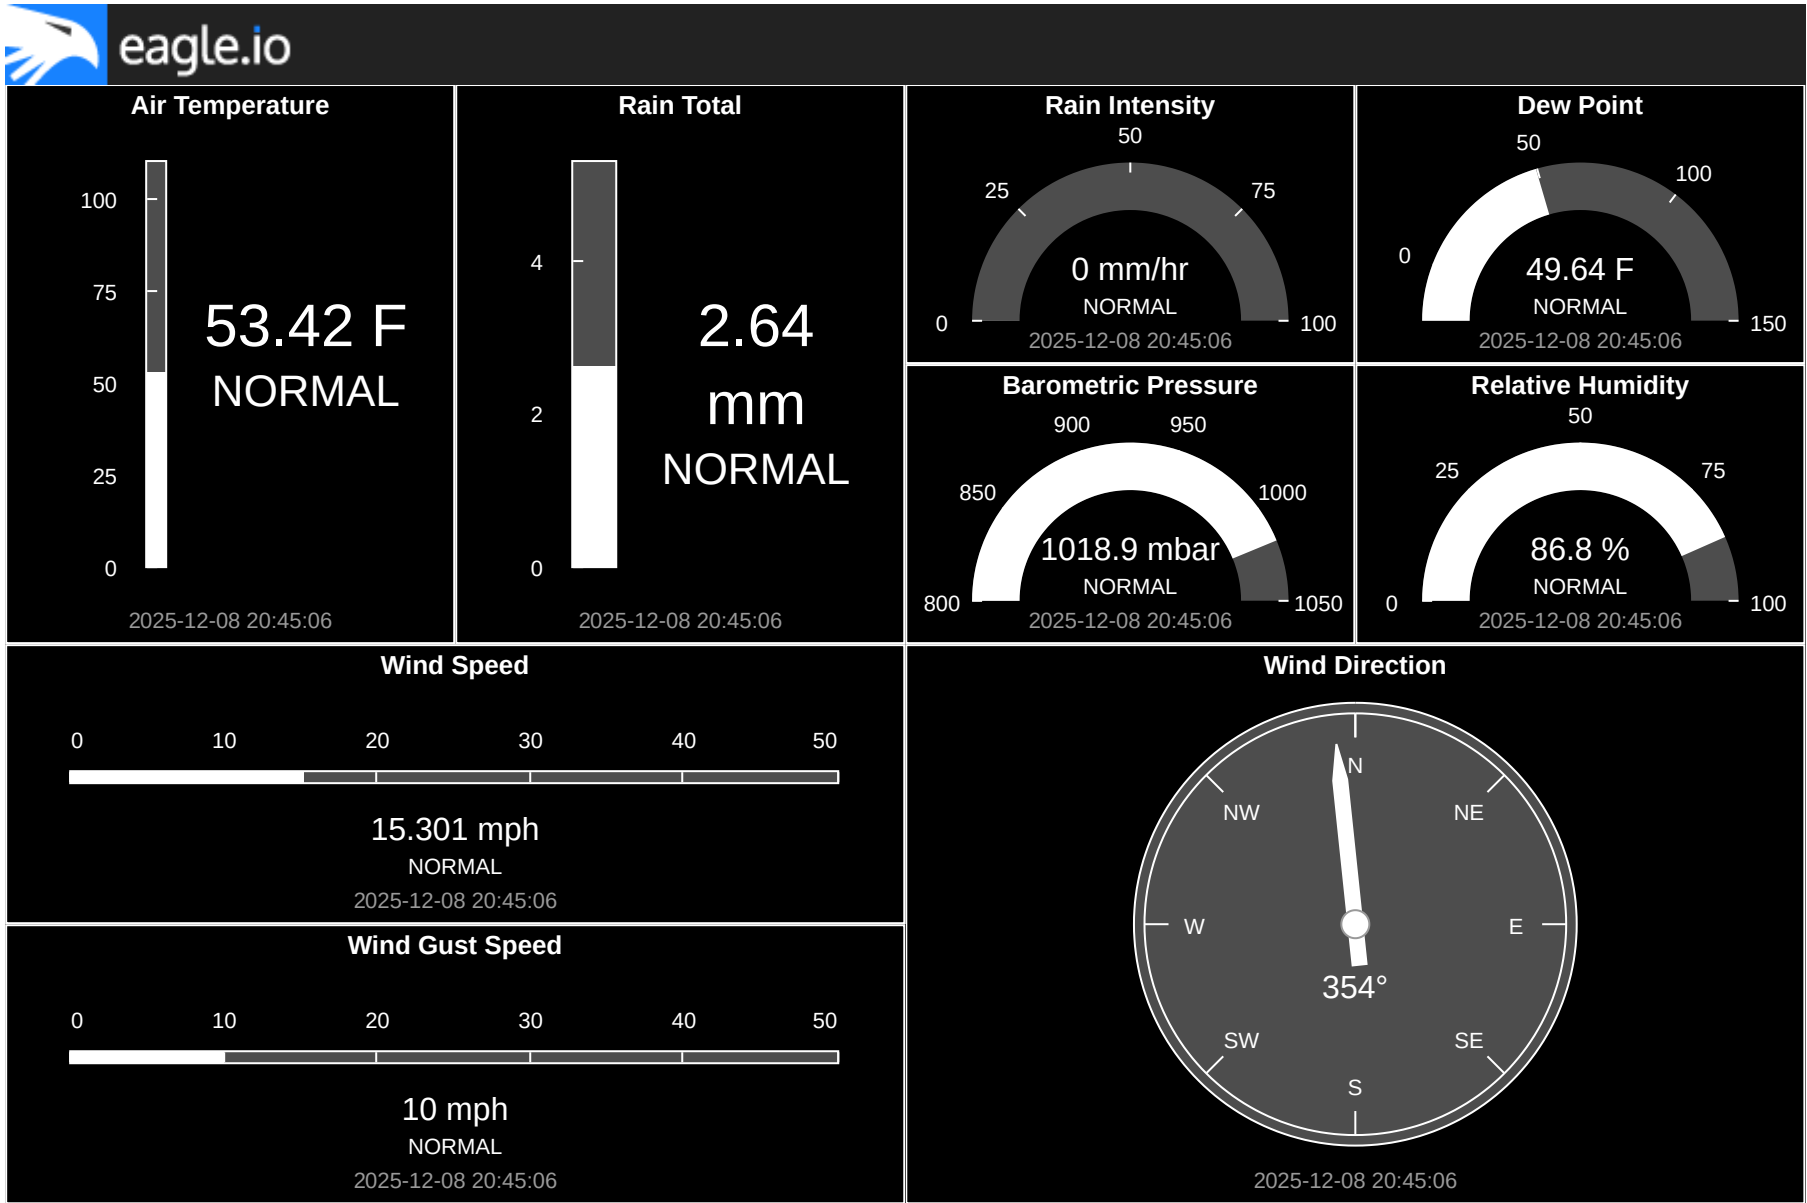 eagle.io
Air Temperature
100
75
50
25
0
53.42 F
NORMAL
2025-12-08 20:45:06
Rain Total
4
2
0
2.64
mm
NORMAL
2025-12-08 20:45:06
Rain Intensity
50
25
75
0
100
0 mm/hr
NORMAL
2025-12-08 20:45:06
Dew Point
50
100
0
150
49.64 F
NORMAL
2025-12-08 20:45:06
Barometric Pressure
900
950
850
1000
800
1050
1018.9 mbar
NORMAL
2025-12-08 20:45:06
Relative Humidity
50
25
75
0
100
86.8 %
NORMAL
2025-12-08 20:45:06
Wind Speed
0 10 20 30 40 50
15.301 mph
NORMAL
2025-12-08 20:45:06
Wind Gust Speed
0 10 20 30 40 50
10 mph
NORMAL
2025-12-08 20:45:06
Wind Direction
N
NW
NE
W
E
354°
SW
SE
S
2025-12-08 20:45:06